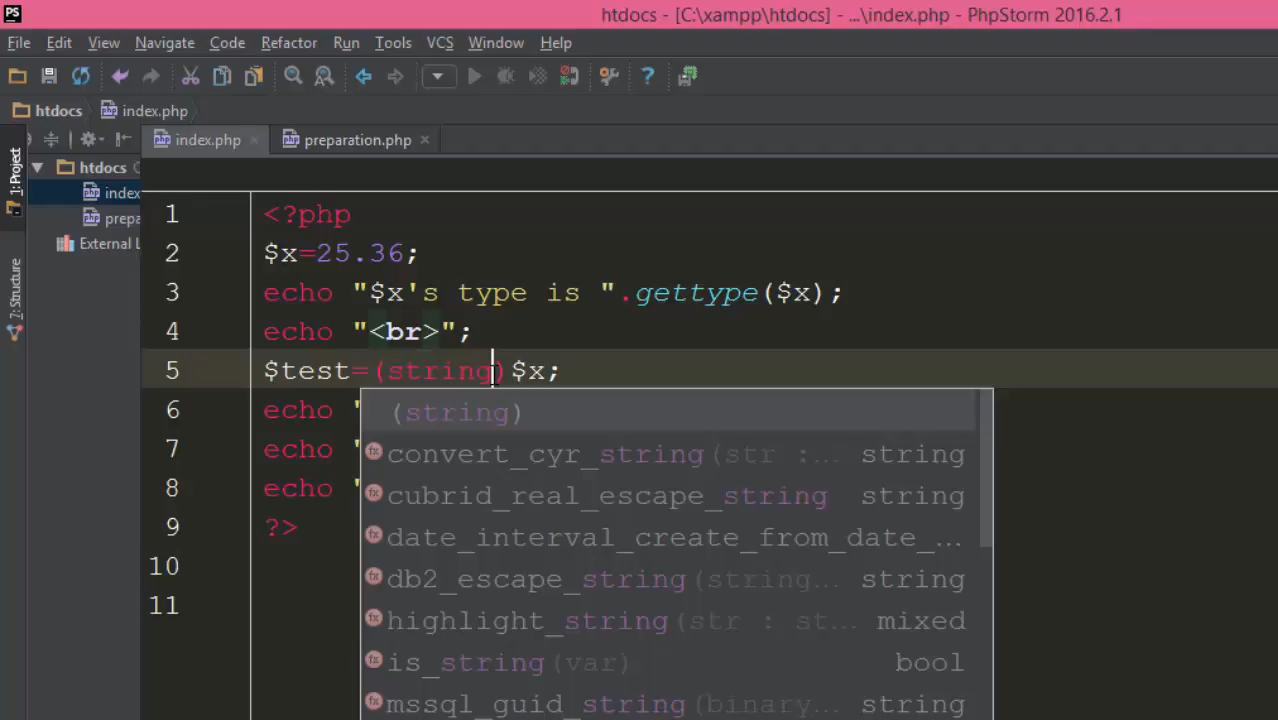 PS
htdocs - [C:\xampp\htdocs] - ...\index.php - PhpStorm 2016.2.1
File Edit View Navigate Code Refactor Run Tools VCS Window Help
htdocs index.php
index.php preparation.php
1: Project
7: Structure
htdocs
index
prepa
External L
1 <?php
2 $x=25.36;
3 echo "$x's type is ".gettype($x);
4 echo "<br>";
5 $test=(string)$x;
6 echo "
7 echo "
8 echo "
9 ?>
10
11
(string)
convert_cyr_string(str :... string
cubrid_real_escape_string string
date_interval_create_from_date_...
db2_escape_string(string... string
highlight_string(str : st... mixed
is_string(var) bool
mssql_guid_string(binary... string